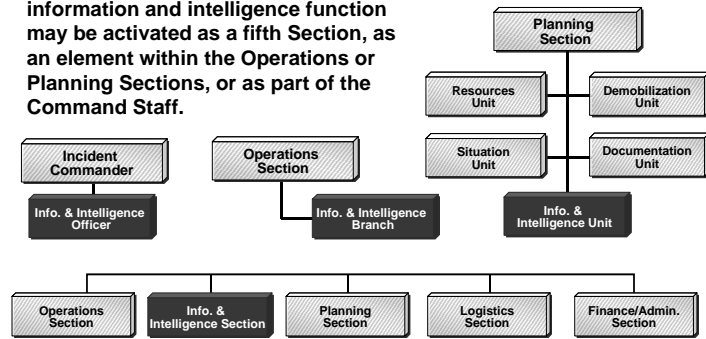 information and intelligence function
may be activated as a fifth Section, as
an element within the Operations or
Planning Sections, or as part of the
Command Staff.
Planning
Section
Resources
Unit
Demobilization
Unit
Situation
Unit
Documentation
Unit
Info. &
Intelligence Unit
Incident
Commander
Info. & Intelligence
Officer
Operations
Section
Info. & Intelligence
Branch
Operations
Section
Info. &
Intelligence Section
Planning
Section
Logistics
Section
Finance/Admin.
Section